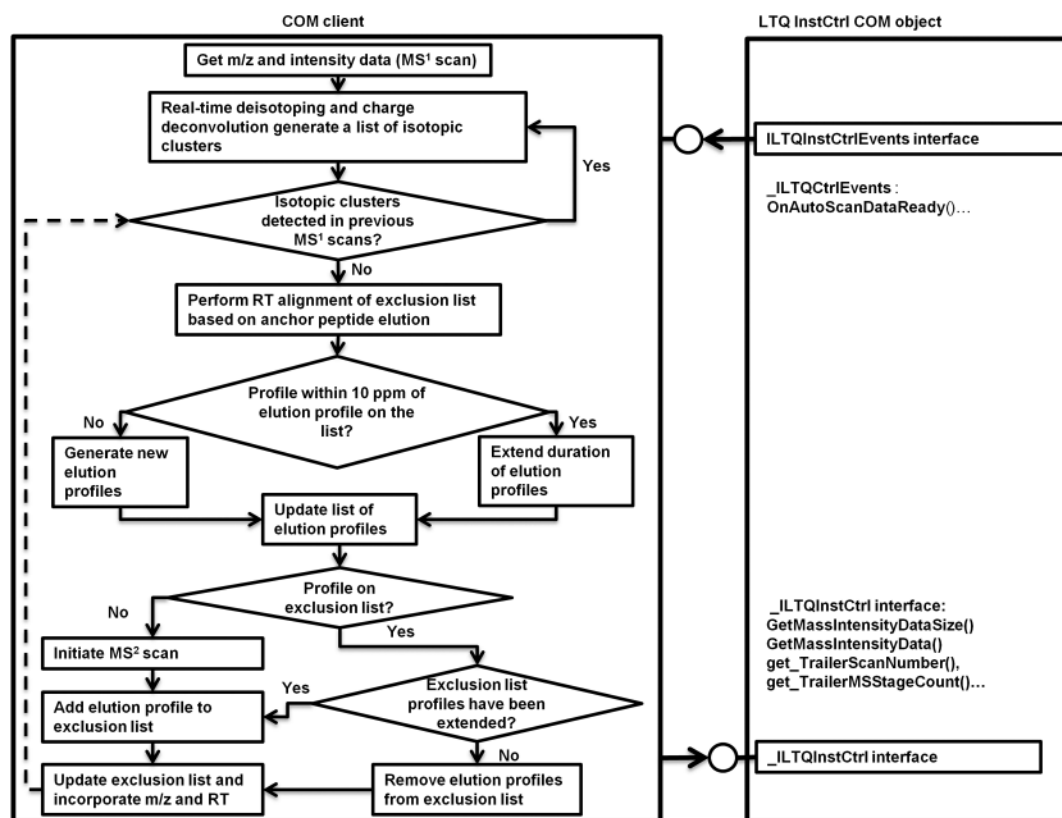 COM client
LTQ InstCtrl COM object
Get m/z and intensity data (MS¹ scan)
Real-time deisotoping and charge
deconvolution generate a list of isotopic
clusters
Yes
Isotopic clusters
detected in previous
MS¹ scans?
No
Perform RT alignment of exclusion list
based on anchor peptide elution
Profile within 10 ppm of
elution profile on the
list?
No
Yes
Generate new
elution
profiles
Extend duration
of elution
profiles
Update list of
elution profiles
Profile on
exclusion list?
No
Yes
Initiate MS² scan
Exclusion list
profiles have been
extended?
Yes
Add elution profile to
exclusion list
No
Update exclusion list and
incorporate m/z and RT
Remove elution profiles
from exclusion list
ILTQInstCtrlEvents interface
_ILTQCtrlEvents :
OnAutoScanDataReady()...
_ILTQInstCtrl interface:
GetMassIntensityDataSize()
GetMassIntensityData()
get_TrailerScanNumber(),
get_TrailerMSStageCount()...
_ILTQInstCtrl interface